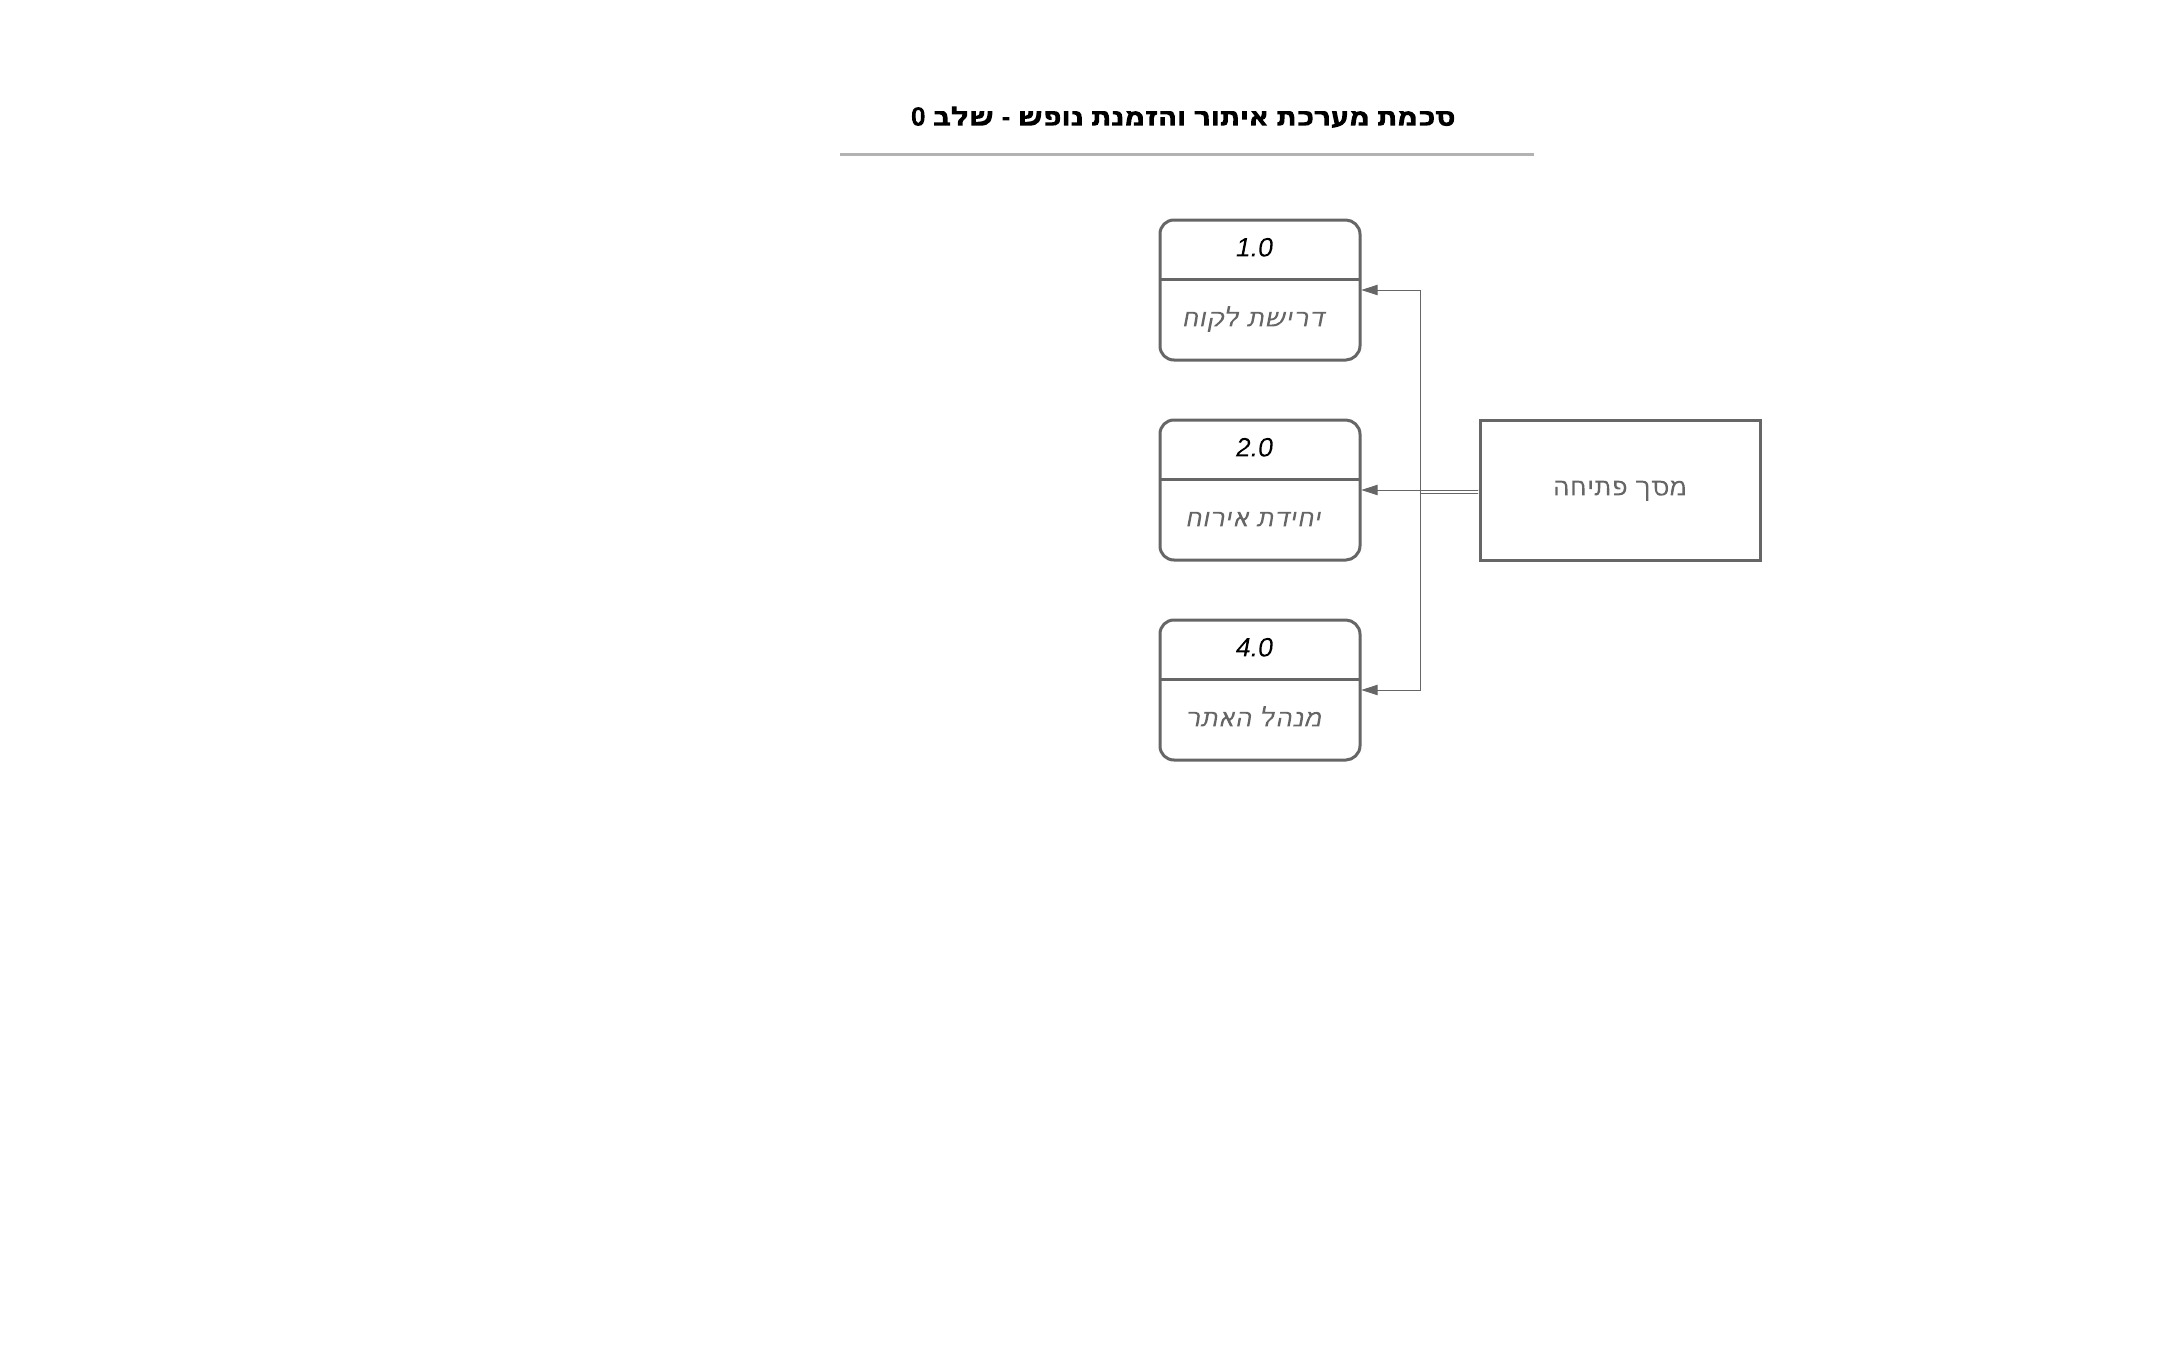 סכמת מערכת איתור והזמנת נופש - שלב 0
1.0
דרישת לקוח
2.0
יחידת אירוח
מסך פתיחה
4.0
מנהל האתר